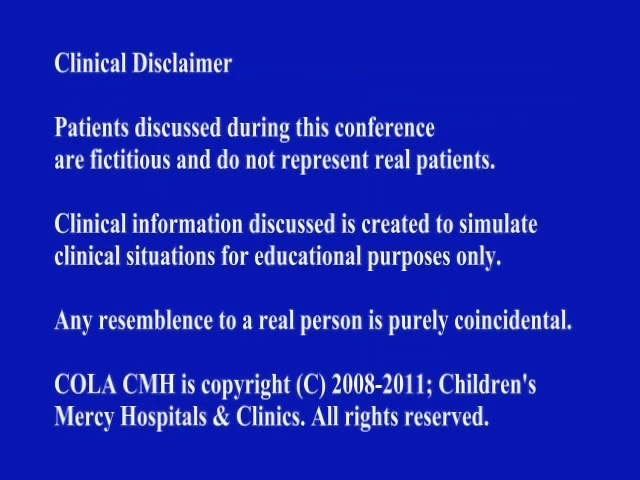 Clinical Disclaimer
Patients discussed during this conference
are fictitious and do not represent real patients.
Clinical information discussed is created to simulate
clinical situations for educational purposes only.
Any resemblence to a real person is purely coincidental.
COLA CMH is copyright (C) 2008-2011; Children's
Mercy Hospitals & Clinics. All rights reserved.